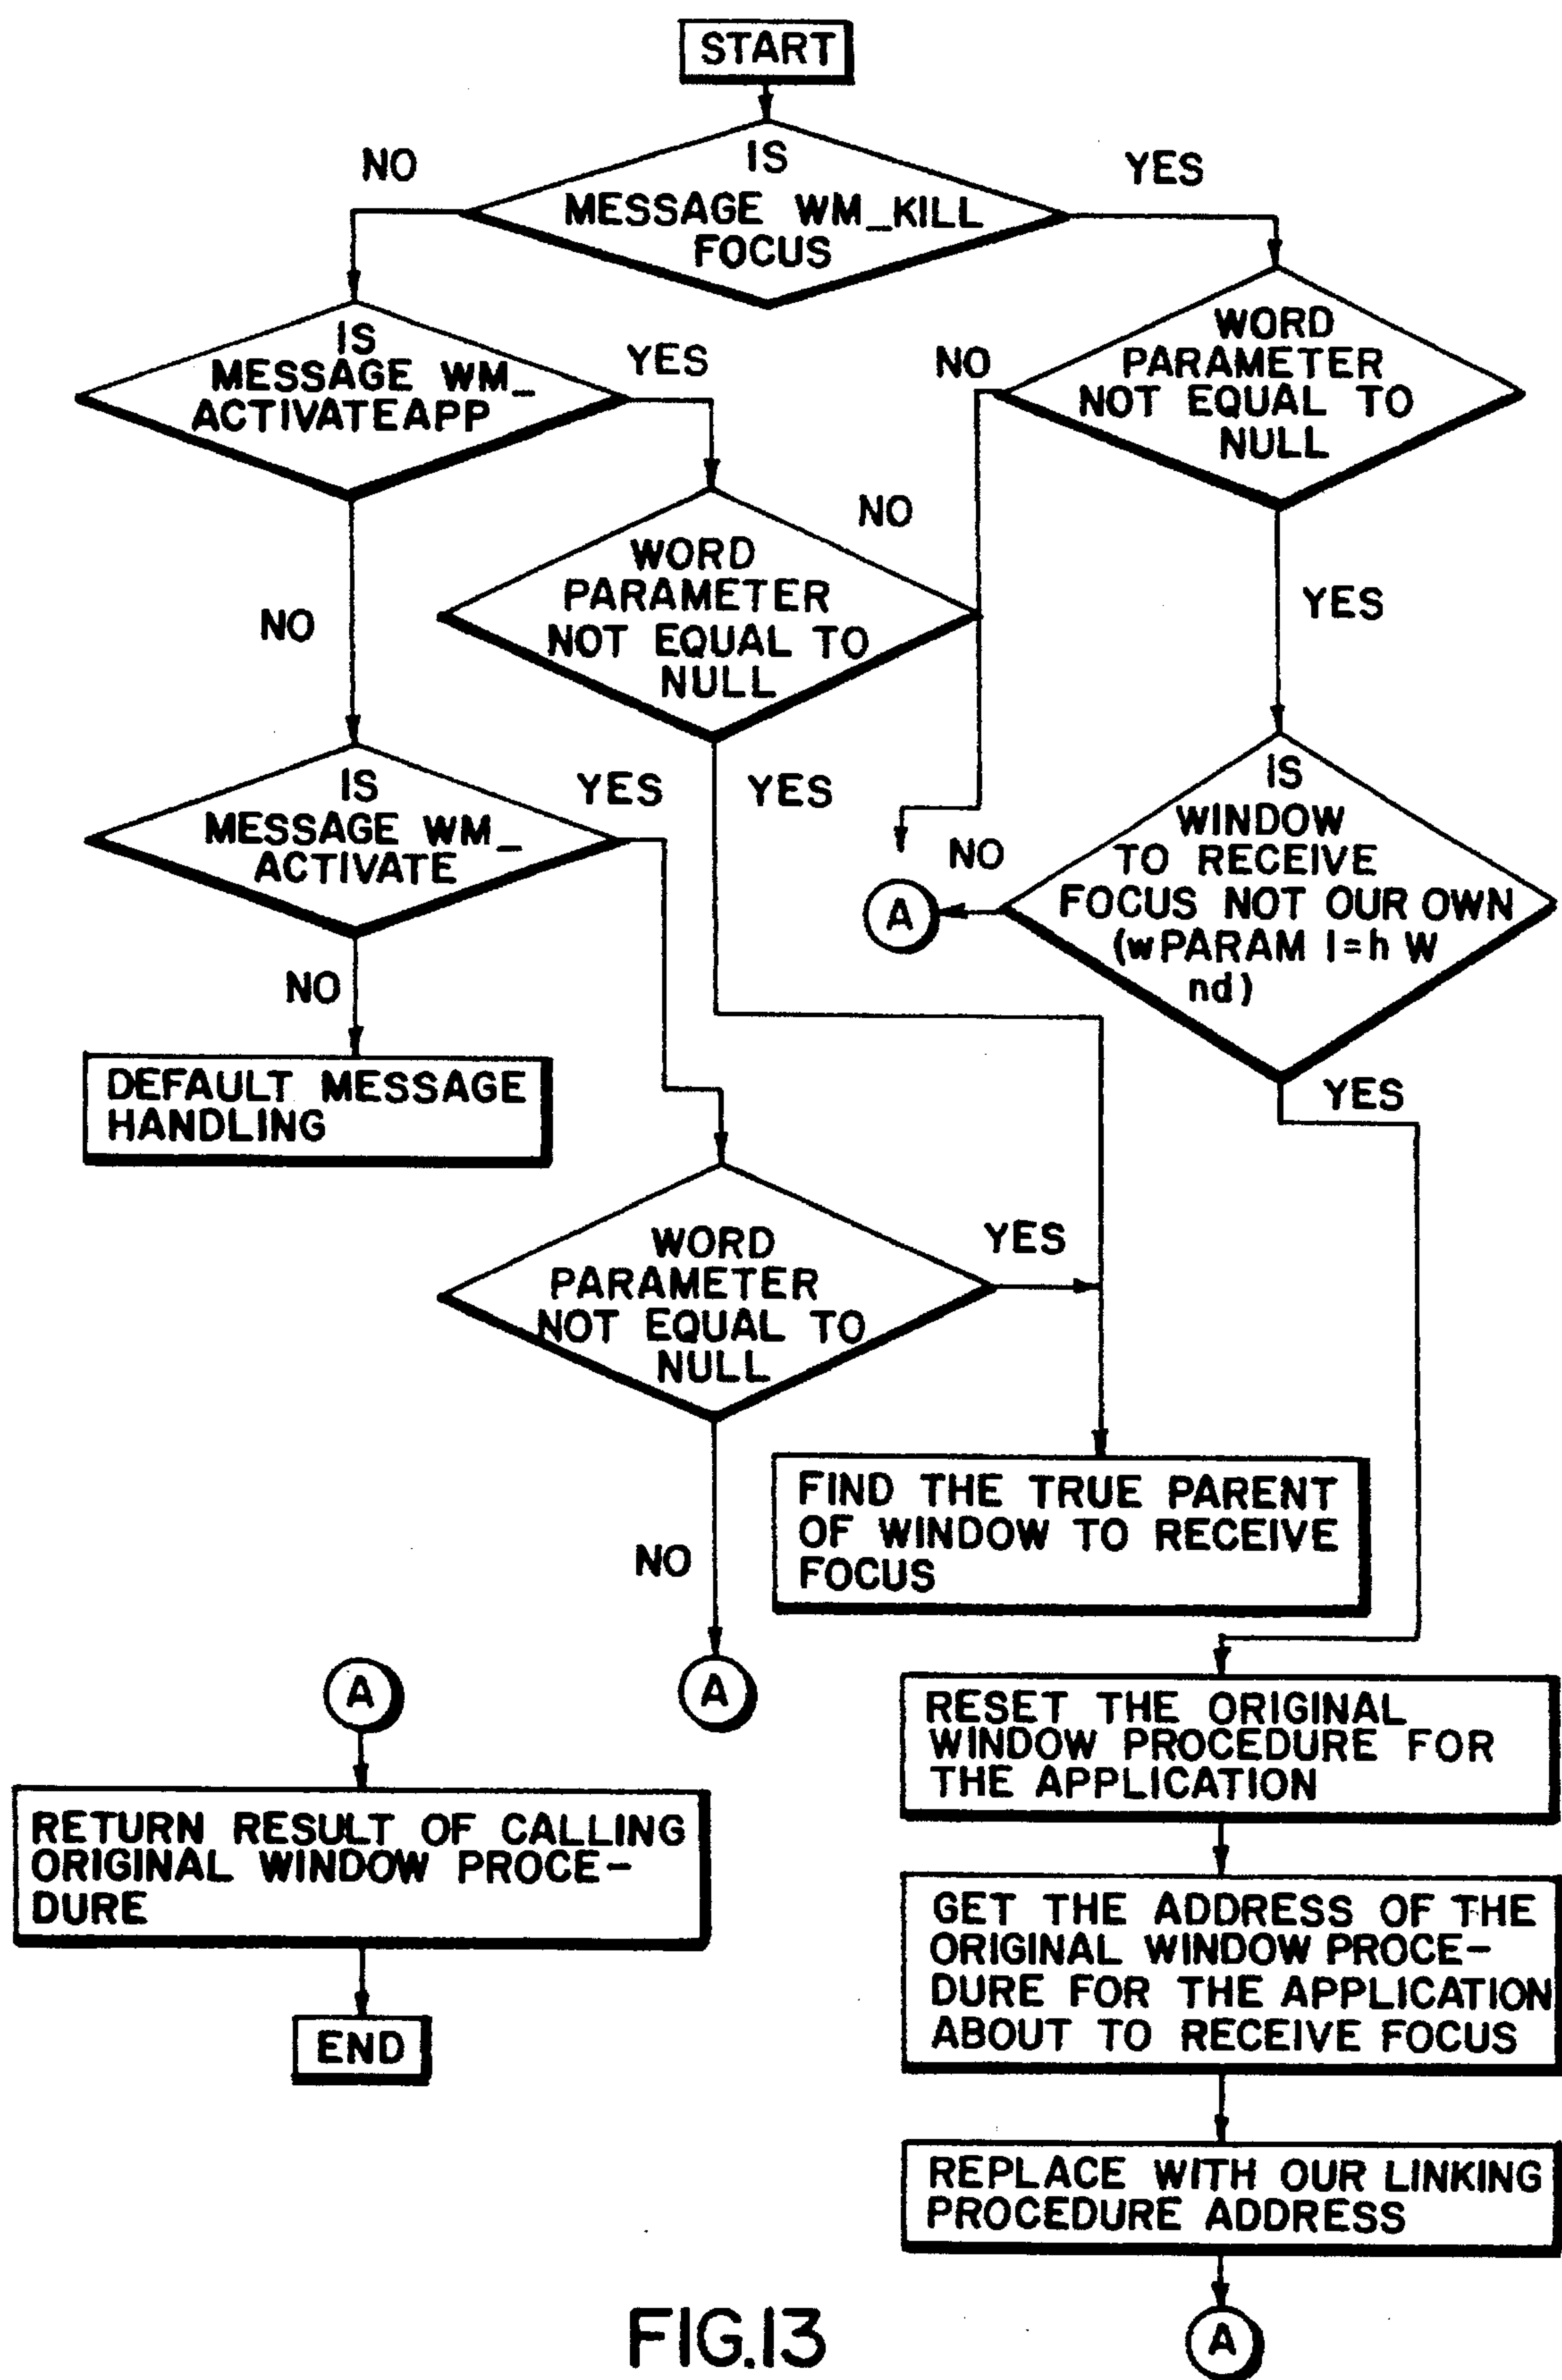 START
IS
MESSAGE WM_KILL
FOCUS
NO
YES
IS
MESSAGE WM_
ACTIVATEAPP
YES
NO
WORD
PARAMETER
NOT EQUAL TO
NULL
NO
WORD
PARAMETER
NOT EQUAL TO
NULL
NO
YES
IS
MESSAGE WM_
ACTIVATE
YES
YES
NO
A
IS
WINDOW
TO RECEIVE
FOCUS NOT OUR OWN
(wPARAM I=h W
nd)
NO
YES
DEFAULT MESSAGE
HANDLING
WORD
PARAMETER
NOT EQUAL TO
NULL
YES
FIND THE TRUE PARENT
OF WINDOW TO RECEIVE
FOCUS
NO
A
A
RESET THE ORIGINAL
WINDOW PROCEDURE FOR
THE APPLICATION
RETURN RESULT OF CALLING
ORIGINAL WINDOW PROCE-
DURE
GET THE ADDRESS OF THE
ORIGINAL WINDOW PROCE-
DURE FOR THE APPLICATION
ABOUT TO RECEIVE FOCUS
END
REPLACE WITH OUR LINKING
PROCEDURE ADDRESS
A
FIG.13